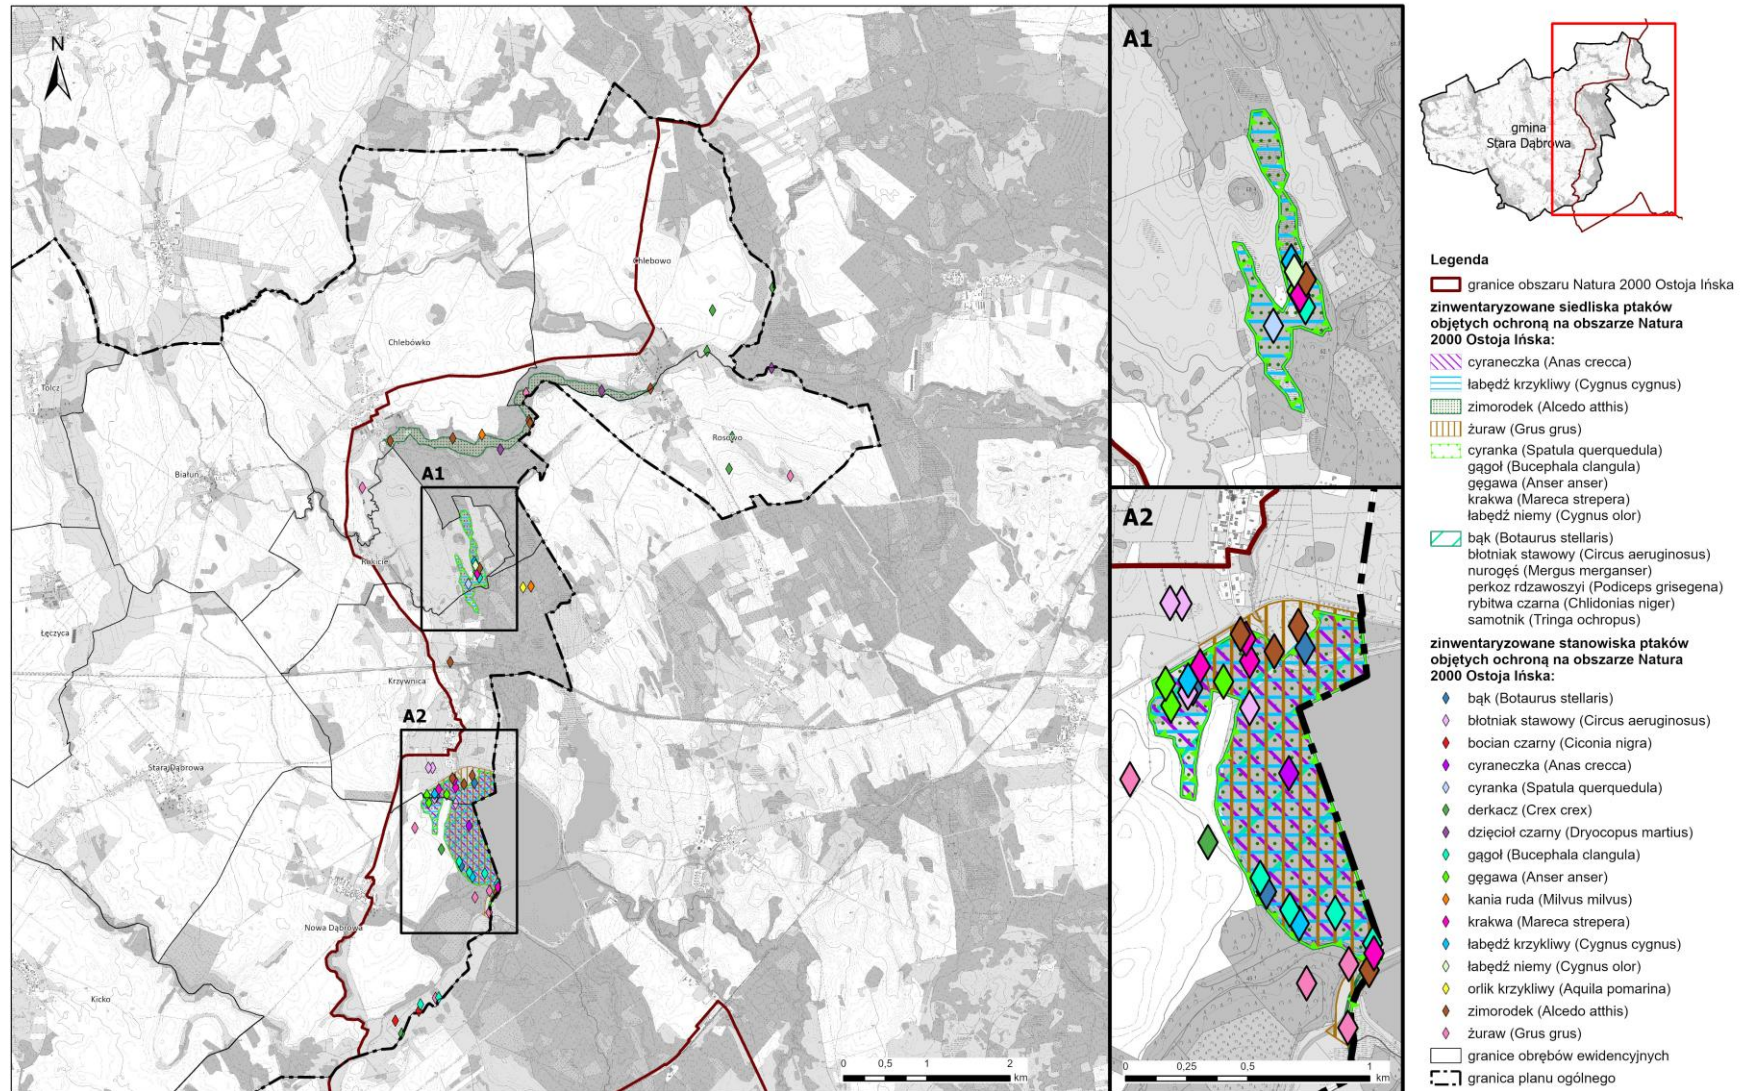 N
Chlebowo
Chlebówko
Tolcz
Rosowo
Białuń
A1
Rokicie
Łęczyca
Krzywnica
A2
Stara Dąbrowa
Nowa Dąbrowa
Kicko
0 0,5 1 2
km
A1
A2
0 0,25 0,5 1
km
gmina
Stara Dąbrowa
Legenda
granice obszaru Natura 2000 Ostoja Ińska
zinwentaryzowane siedliska ptaków
objętych ochroną na obszarze Natura
2000 Ostoja Ińska:
cyraneczka (Anas crecca)
łabędź krzykliwy (Cygnus cygnus)
zimorodek (Alcedo atthis)
żuraw (Grus grus)
cyranka (Spatula querquedula)
gągoł (Bucephala clangula)
gęgawa (Anser anser)
krakwa (Mareca strepera)
łabędź niemy (Cygnus olor)
bąk (Botaurus stellaris)
błotniak stawowy (Circus aeruginosus)
nurogęś (Mergus merganser)
perkoz rdzawoszyi (Podiceps grisegena)
rybitwa czarna (Chlidonias niger)
samotnik (Tringa ochropus)
zinwentaryzowane stanowiska ptaków
objętych ochroną na obszarze Natura
2000 Ostoja Ińska:
bąk (Botaurus stellaris)
błotniak stawowy (Circus aeruginosus)
bocian czarny (Ciconia nigra)
cyraneczka (Anas crecca)
cyranka (Spatula querquedula)
derkacz (Crex crex)
dzięcioł czarny (Dryocopus martius)
gągoł (Bucephala clangula)
gęgawa (Anser anser)
kania ruda (Milvus milvus)
krakwa (Mareca strepera)
łabędź krzykliwy (Cygnus cygnus)
łabędź niemy (Cygnus olor)
orlik krzykliwy (Aquila pomarina)
zimorodek (Alcedo atthis)
żuraw (Grus grus)
granice obrębów ewidencyjnych
granica planu ogólnego